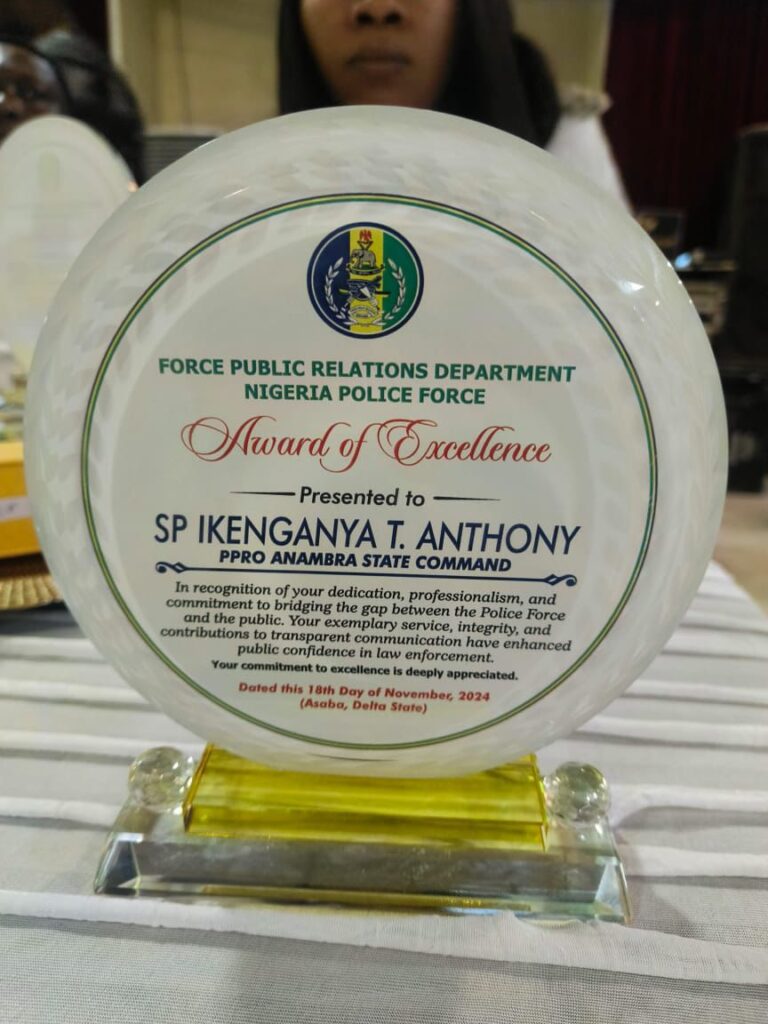 FORCE PUBLIC RELATIONS DEPARTMENT
NIGERIA POLICE FORCE
Award of Excellence
Presented to
SP IKENGANYA T. ANTHONY
PPRO ANAMBRA STATE COMMAND
In recognition of your dedication, professionalism, and
commitment to bridging the gap between the Police Force
and the public. Your exemplary service, integrity, and
contributions to transparent communication have enhanced
public confidence in law enforcement.
Your commitment to excellence is deeply appreciated.
Dated this 18th Day of November, 2024
(Asaba, Delta State)